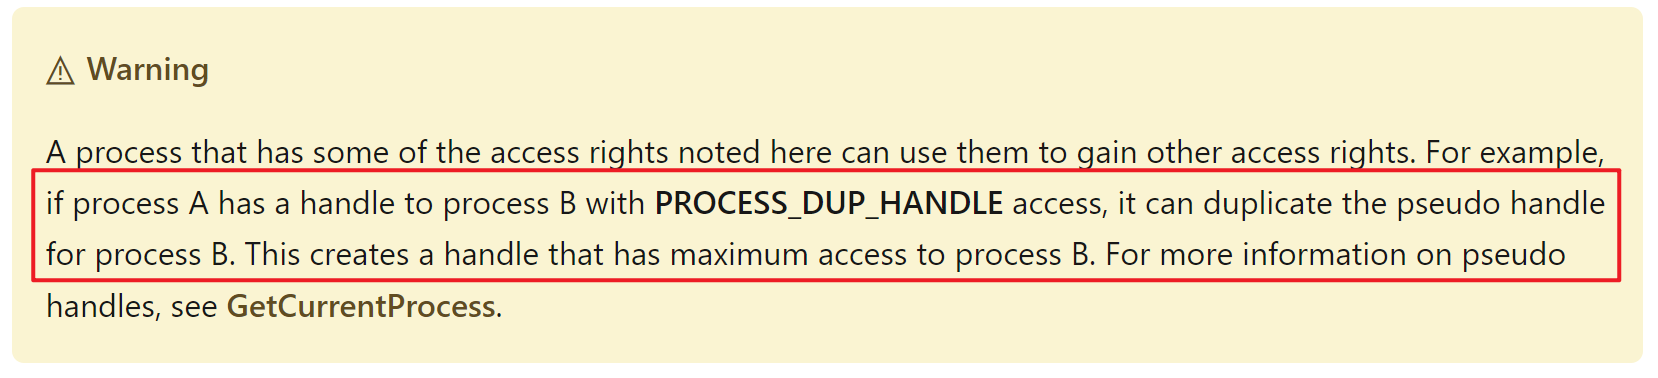 ⚠ Warning
A process that has some of the access rights noted here can use them to gain other access rights. For example,
if process A has a handle to process B with PROCESS_DUP_HANDLE access, it can duplicate the pseudo handle
for process B. This creates a handle that has maximum access to process B. For more information on pseudo
handles, see GetCurrentProcess.